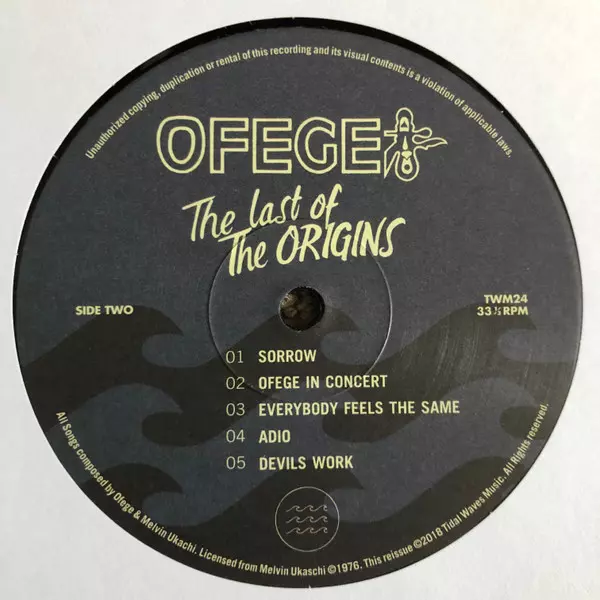 Unauthorized copying, duplication or rental of this recording and its visual contents is a violation of applicable laws.
OFEGE
The last of
The ORIGINS
SIDE TWO
TWM24
33 ⅓ RPM
01 SORROW
02 OFEGE IN CONCERT
03 EVERYBODY FEELS THE SAME
04 ADIO
05 DEVILS WORK
All Songs composed by Ofege & Melvin Ukachi. Licensed from Melvin Ukaschi ©1976. This reissue ©2018 Tidal Waves Music. All Rights reserved.